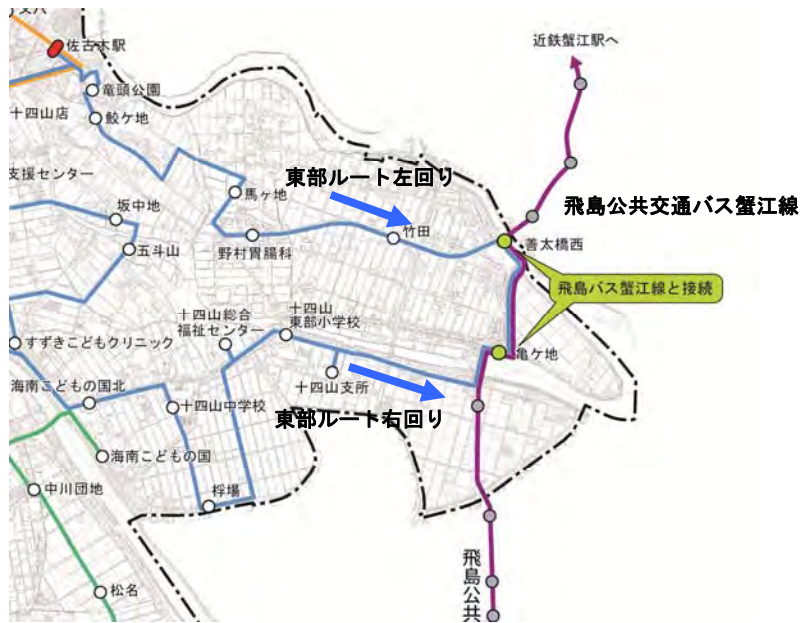 佐古木駅
近鉄蟹江駅へ
竜頭公園
十四山店
鮫ケ地
支援センター
東部ルート左回り
馬ヶ地
坂中地
飛島公共交通バス蟹江線
竹田
五斗山
野村胃腸科
善太橋西
飛島バス蟹江線と接続
十四山総合
福祉センター
十四山
東部小学校
すずきこどもクリニック
亀ケ地
十四山支所
海南こどもの国北
十四山中学校
東部ルート右回り
海南こどもの国
中川団地
桴場
飛島公共
松名